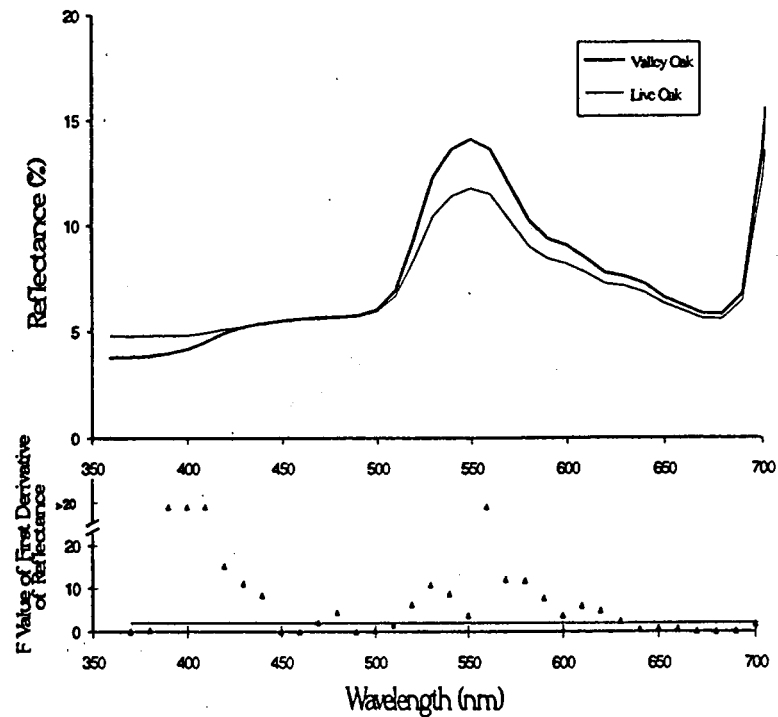 20
15
10
5
0
Reflectance (%)
Valley Oak
Live Oak
350 400 450 500 550 600 650 700
F Value of First Derivative
of Reflectance
>20
20
10
0
350 400 450 500 550 600 650 700
Wavelength (nm)